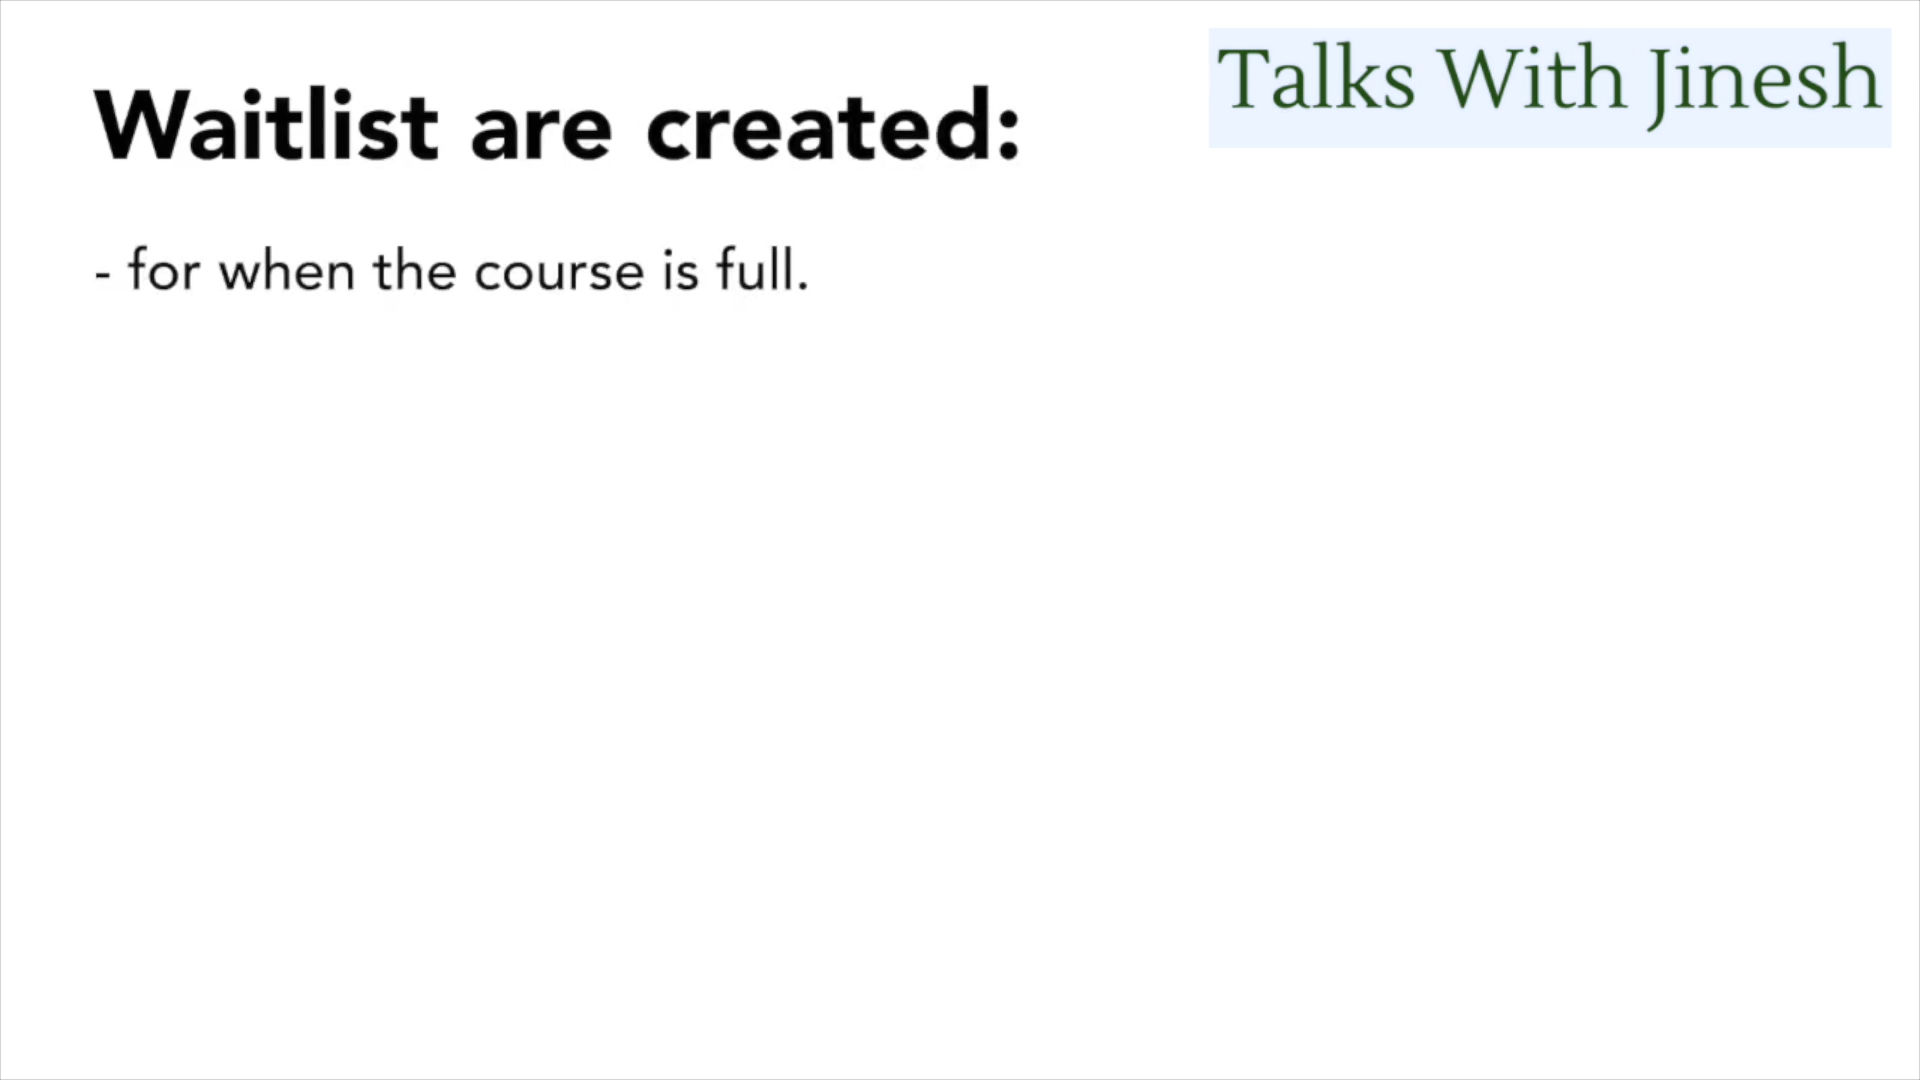 Talks With Jinesh
Waitlist are created:
- for when the course is full.